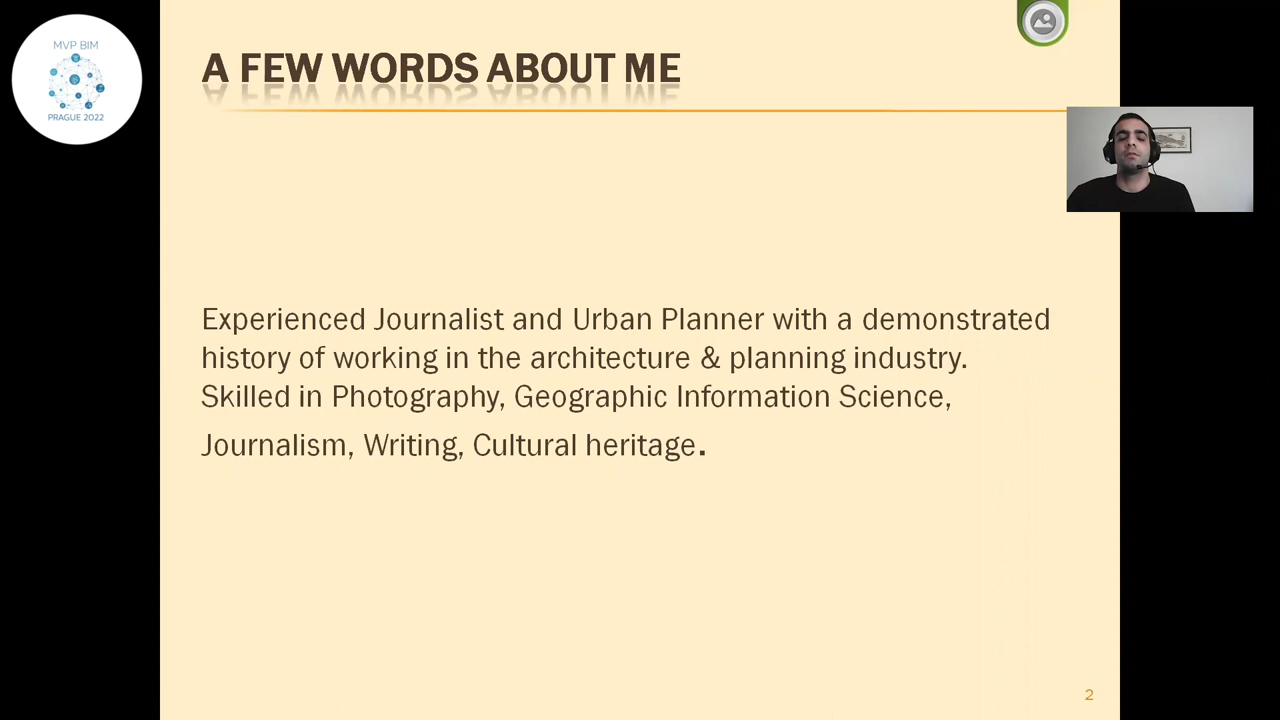 MVP BIM
PRAGUE 2022
A FEW WORDS ABOUT ME
Experienced Journalist and Urban Planner with a demonstrated
history of working in the architecture & planning industry.
Skilled in Photography, Geographic Information Science,
Journalism, Writing, Cultural heritage.
2